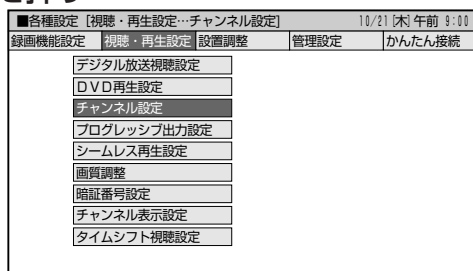 ■各種設定 [視聴・再生設定…チャンネル設定] 10/21 [木] 午前 9:00
録画機能設定 視聴・再生設定 設置調整 管理設定 かんたん接続
デジタル放送視聴設定
DVD再生設定
チャンネル設定
プログレッシブ出力設定
シームレス再生設定
画質調整
暗証番号設定
チャンネル表示設定
タイムシフト視聴設定